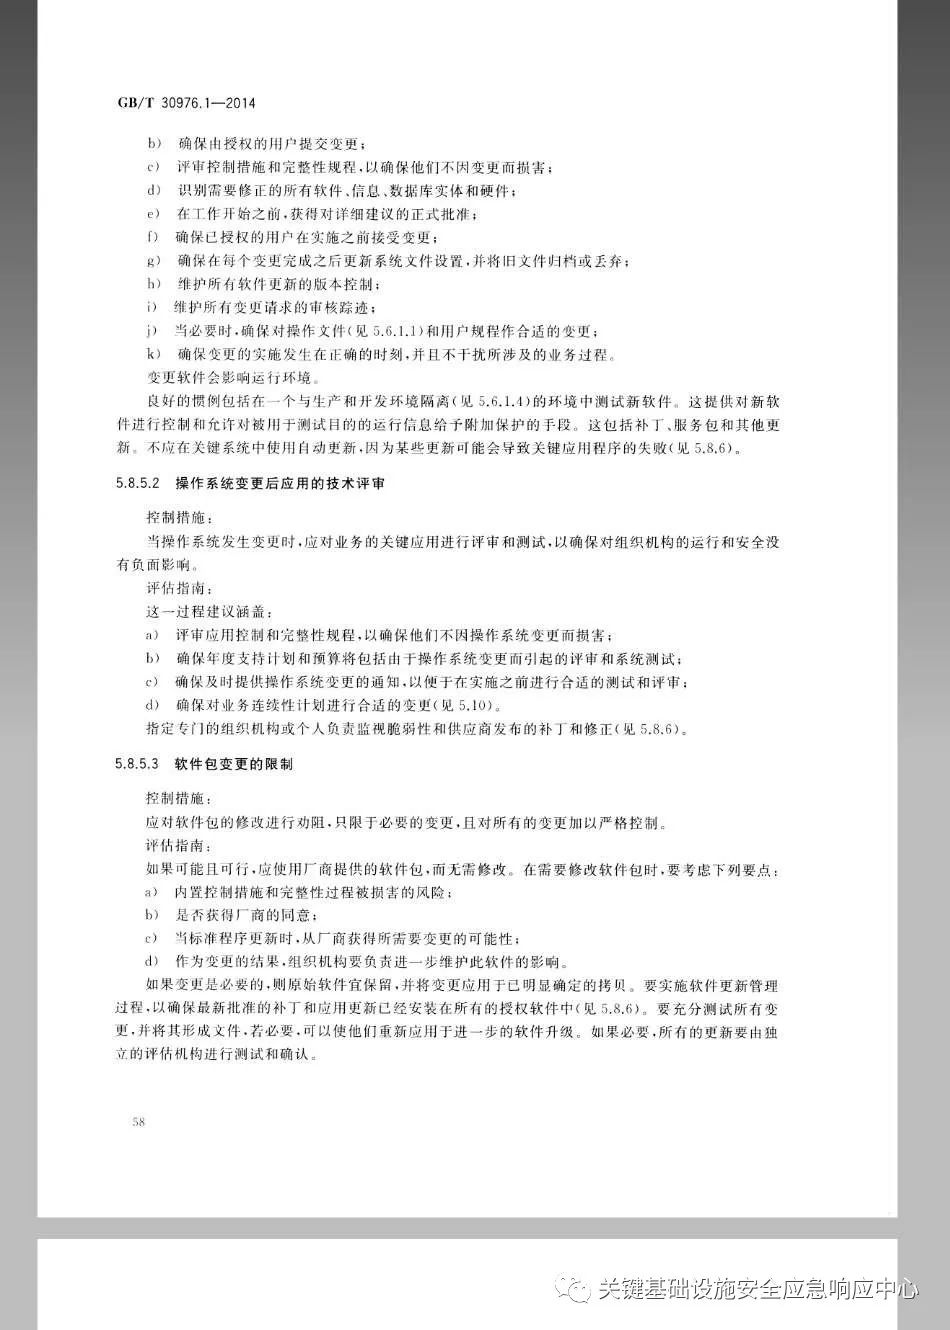 GB/T 30976.1—2014
b) 确保由授权的用户提交变更;
c) 评审控制措施和完整性规程,以确保他们不因变更而损害;
d) 识别需要修正的所有软件、信息、数据库实体和硬件;
e) 在工作开始之前,获得对详细建议的正式批准;
f) 确保已授权的用户在实施之前接受变更;
g) 确保在每个变更完成之后更新系统文件设置,并将旧文件归档或丢弃;
h) 维护所有软件更新的版本控制;
i) 维护所有变更请求的审核踪迹;
j) 当必要时,确保对操作文件(见 5.6.1.1)和用户规程作合适的变更;
k) 确保变更的实施发生在正确的时刻,并且不干扰所涉及的业务过程。
变更软件会影响运行环境。
良好的惯例包括在一个与生产和开发环境隔离(见 5.6.1.4)的环境中测试新软件。这提供对新软
件进行控制和允许对被用于测试目的的运行信息给予附加保护的手段。这包括补丁、服务包和其他更
新。不应在关键系统中使用自动更新,因为某些更新可能会导致关键应用程序的失败(见 5.8.6)。
5.8.5.2 操作系统变更后应用的技术评审
控制措施:
当操作系统发生变更时,应对业务的关键应用进行评审和测试,以确保对组织机构的运行和安全没
有负面影响。
评估指南:
这一过程建议涵盖:
a) 评审应用控制和完整性规程,以确保他们不因操作系统变更而损害;
b) 确保年度支持计划和预算将包括由于操作系统变更而引起的评审和系统测试;
c) 确保及时提供操作系统变更的通知,以便于在实施之前进行合适的测试和评审;
d) 确保对业务连续性计划进行合适的变更(见 5.10)。
指定专门的组织机构或个人负责监视脆弱性和供应商发布的补丁和修正(见 5.8.6)。
5.8.5.3 软件包变更的限制
控制措施:
应对软件包的修改进行劝阻,只限于必要的变更,且对所有的变更加以严格控制。
评估指南:
如果可能且可行,应使用厂商提供的软件包,而无需修改。在需要修改软件包时,要考虑下列要点:
a) 内置控制措施和完整性过程被损害的风险;
b) 是否获得厂商的同意;
c) 当标准程序更新时,从厂商获得所需要变更的可能性;
d) 作为变更的结果,组织机构要负责进一步维护此软件的影响。
如果变更是必要的,则原始软件宜保留,并将变更应用于已明显确定的拷贝。要实施软件更新管理
过程,以确保最新批准的补丁和应用更新已经安装在所有的授权软件中(见 5.8.6)。要充分测试所有变
更,并将其形成文件,若必要,可以使他们重新应用于进一步的软件升级。如果必要,所有的更新要由独
立的评估机构进行测试和确认。
58
关键基础设施安全应急响应中心